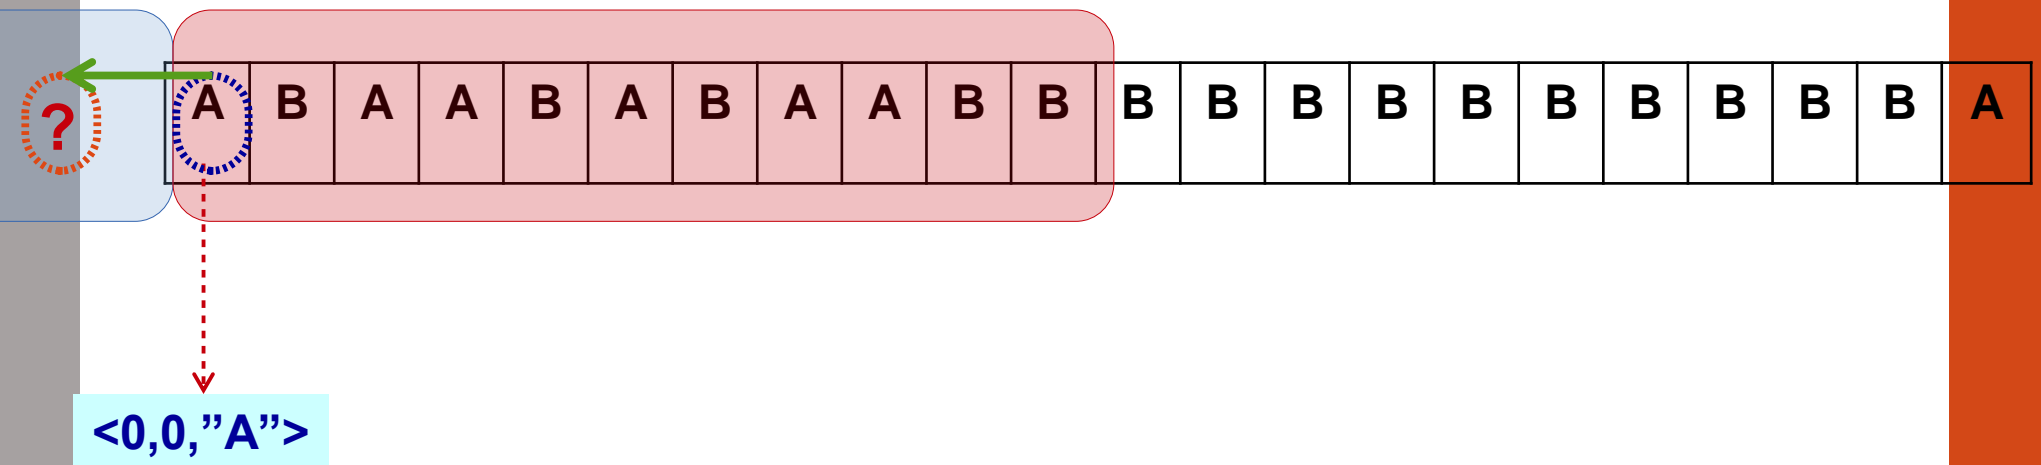 ? A B A A B A B A A B B B B B B B B B B B A
<0,0,”A”>